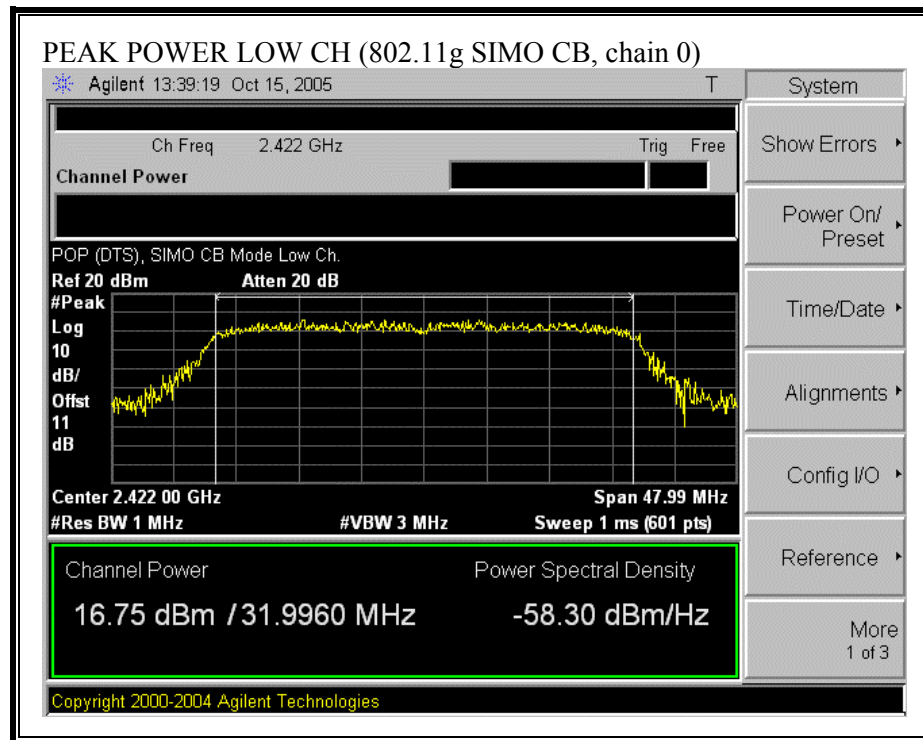 PEAK POWER LOW CH (802.11g SIMO CB, chain 0)
Agilent 13:39:19 Oct 15, 2005 T
System
Ch Freq 2.422 GHz Trig Free
Show Errors
Channel Power
Power On/
Preset
POP (DTS), SIMO CB Mode Low Ch.
Ref 20 dBm Atten 20 dB
#Peak
Log
10
dB/
Offst
11
dB
Time/Date
Alignments
Center 2.422 00 GHz Span 47.99 MHz
#Res BW 1 MHz #VBW 3 MHz Sweep 1 ms (601 pts)
Config I/O
Channel Power Power Spectral Density
16.75 dBm / 31.9960 MHz -58.30 dBm/Hz
Reference
More
1 of 3
Copyright 2000-2004 Agilent Technologies